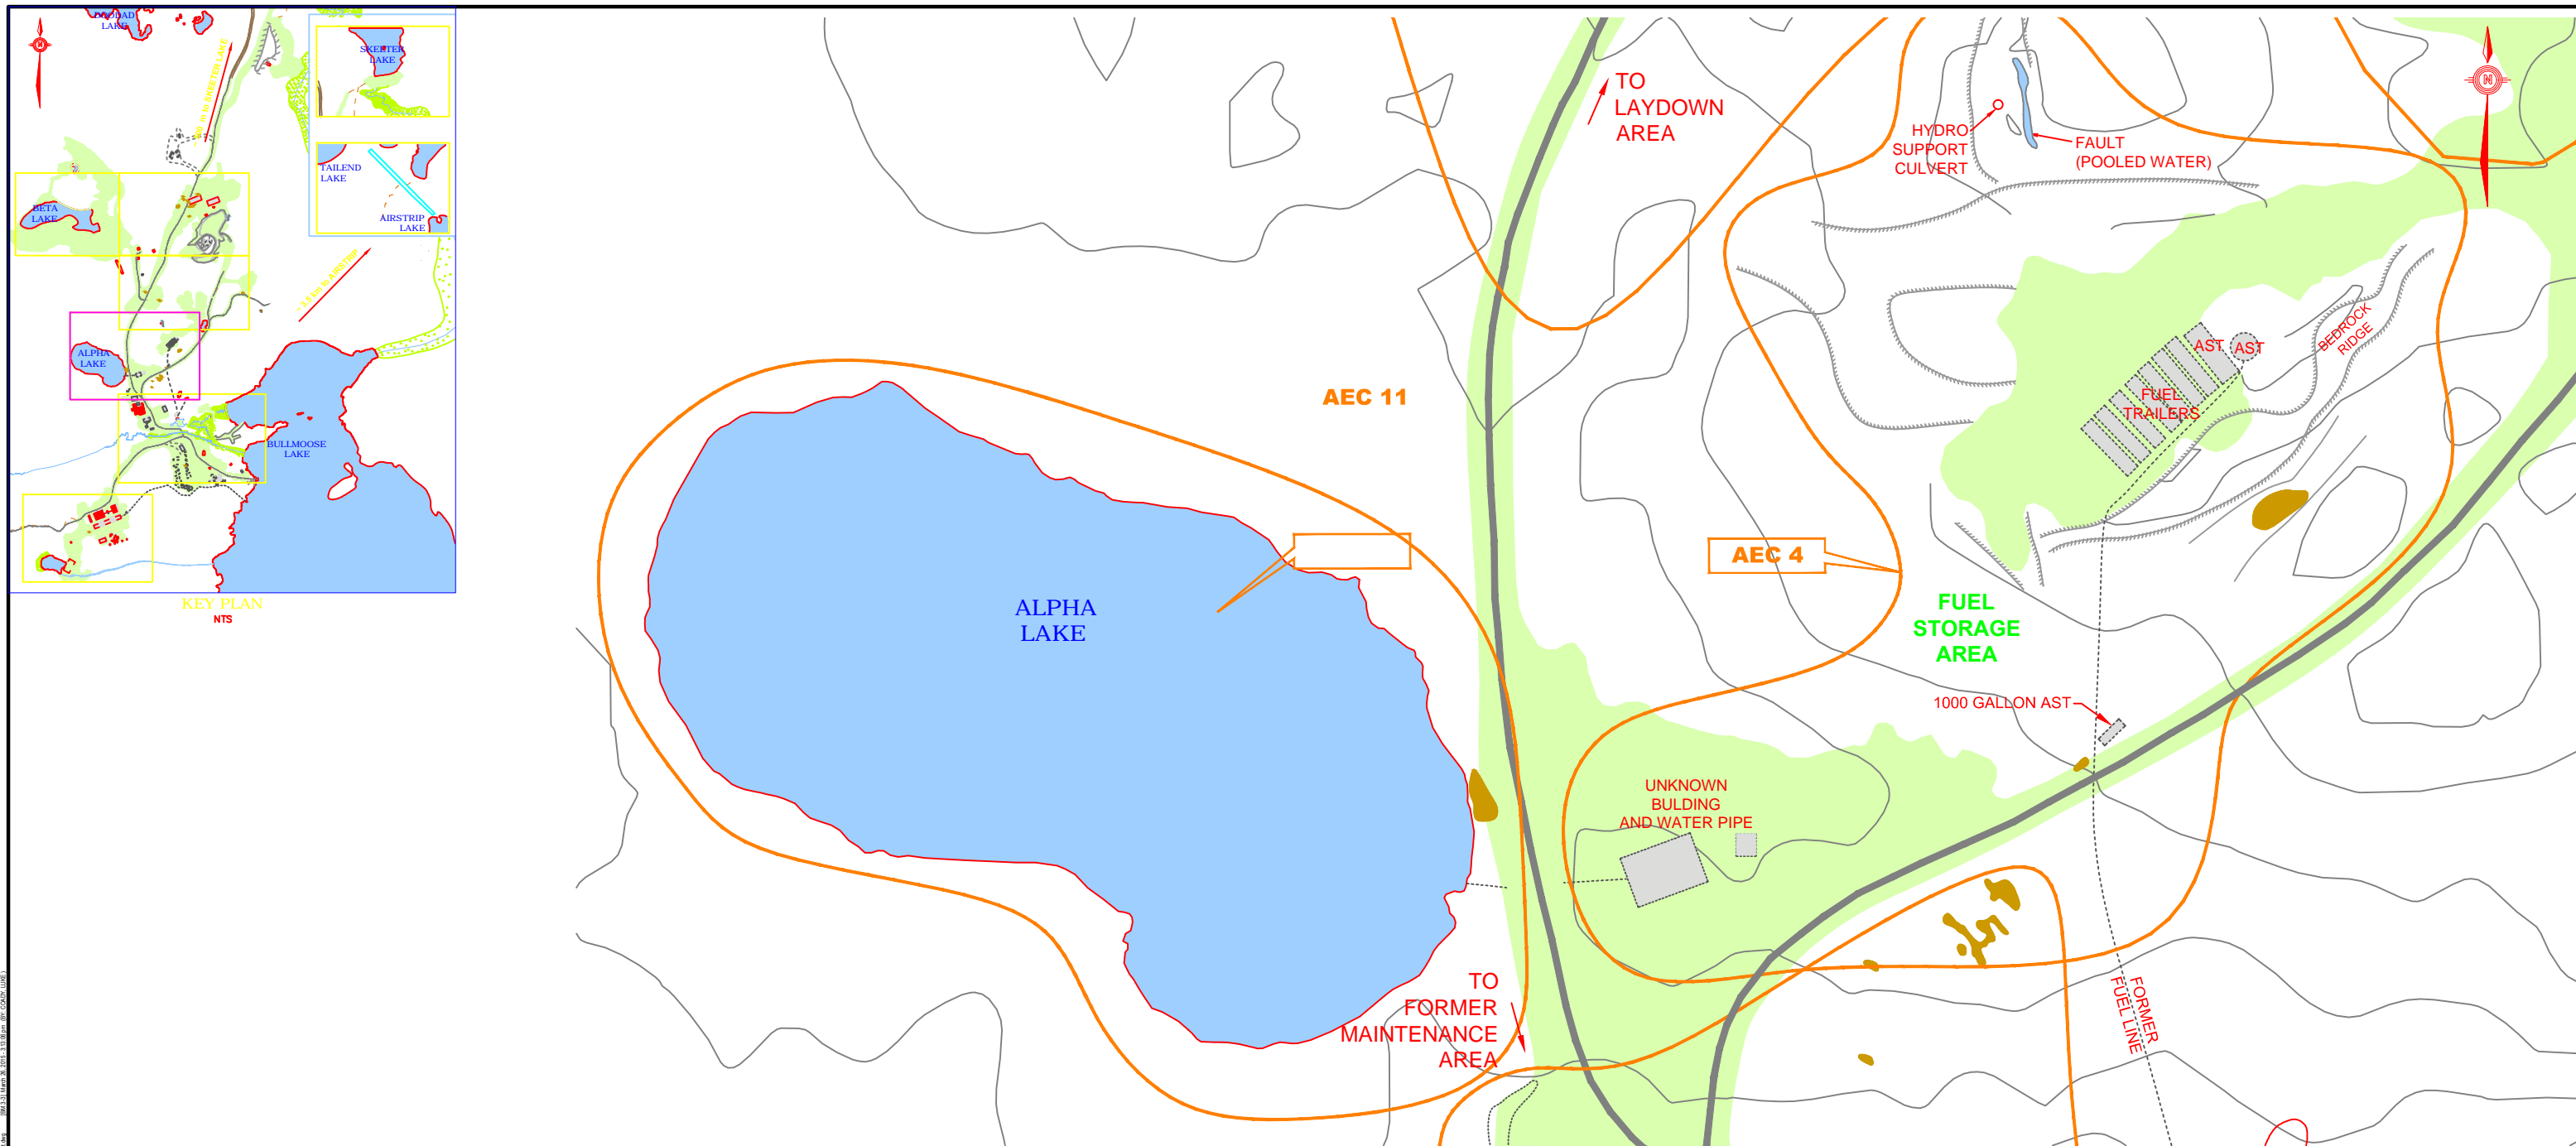 DOODAD
LAKE
SKEETER
LAKE
TAILEND
LAKE
AIRSTRIP
LAKE
BETA
LAKE
ALPHA
LAKE
BULLMOOSE
LAKE
KEY PLAN
NTS
TO
LAYDOWN
AREA
HYDRO
SUPPORT
CULVERT
FAULT
(POOLED WATER)
N
AST
AST
BEDROCK
RIDGE
FUEL
TRAILERS
AEC 11
AEC 4
ALPHA
LAKE
FUEL
STORAGE
AREA
1000 GALLON AST
UNKNOWN
BULDING
AND WATER PIPE
TO
FORMER
MAINTENANCE
AREA
FORMER
FUEL LINE